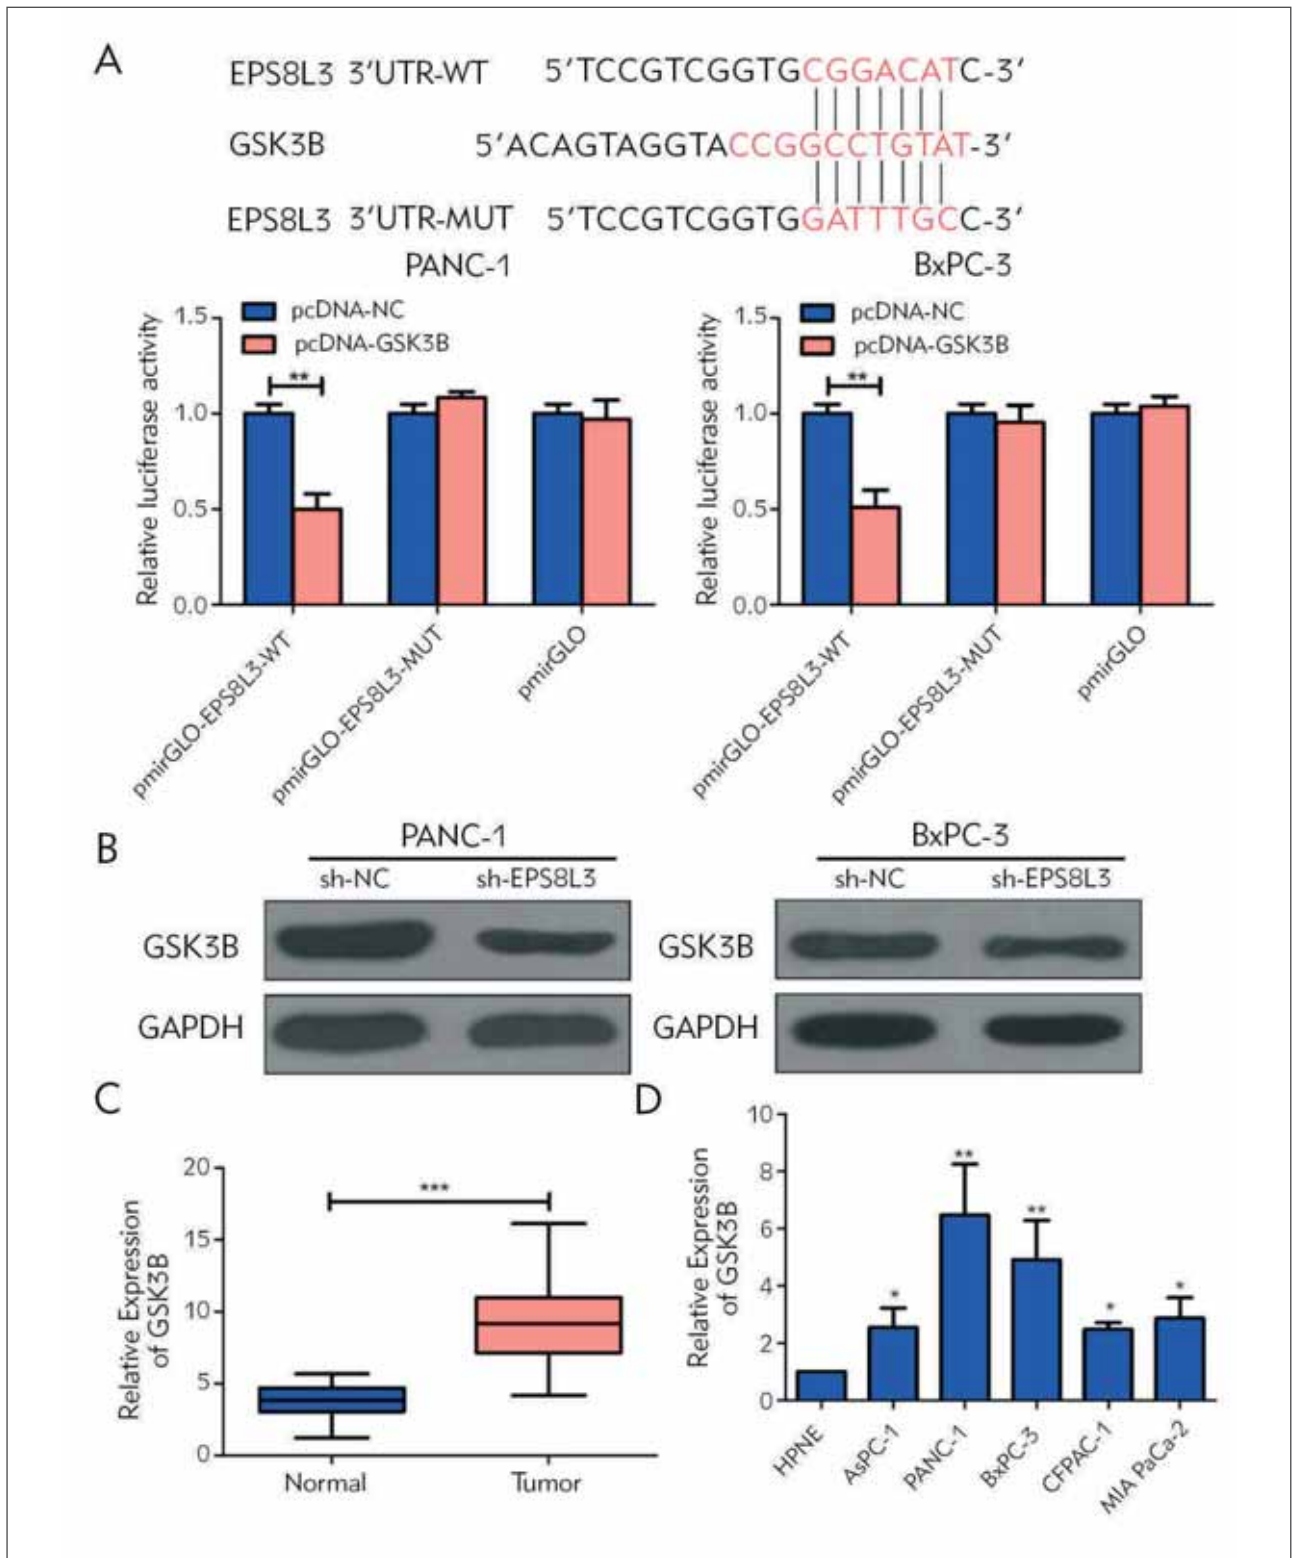 A
EPS8L3 3'UTR-WT 5'TCCGTCGGTGCGGACATC-3'
GSK3B 5'ACAGTAGGTACCGGCCTGTAT-3'
EPS8L3 3'UTR-MUT 5'TCCGTCGGTGGATTTGCC-3'
PANC-1
Relative luciferase activity
1.5
1.0
0.5
0.0
pcDNA-NC
pcDNA-GSK3B
**
pmirGLO-EPS8L3-WT
pmirGLO-EPS8L3-MUT
pmirGLO
BxPC-3
Relative luciferase activity
1.5
1.0
0.5
0.0
pcDNA-NC
pcDNA-GSK3B
**
pmirGLO-EPS8L3-WT
pmirGLO-EPS8L3-MUT
pmirGLO
B
PANC-1
sh-NC sh-EPS8L3
GSK3B
GAPDH
BxPC-3
sh-NC sh-EPS8L3
GSK3B
GAPDH
C
Relative Expression
of GSK3B
20
15
10
5
0
***
Normal Tumor
D
Relative Expression
of GSK3B
10
8
6
4
2
0
* ** ** * *
HPNE
AsPC-1
PANC-1
BxPC-3
CFPAC-1
MIA PaCa-2